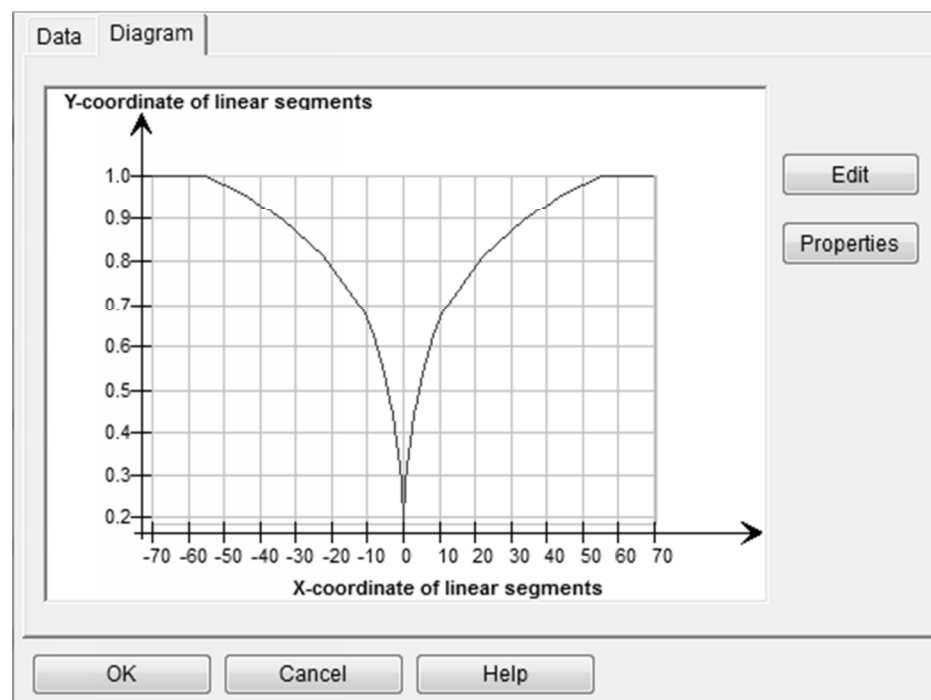 Data Diagram
Y-coordinate of linear segments
1.0
0.9
0.8
0.7
0.6
0.5
0.4
0.3
0.2
-70 -60 -50 -40 -30 -20 -10 0 10 20 30 40 50 60 70
X-coordinate of linear segments
Edit
Properties
OK Cancel Help